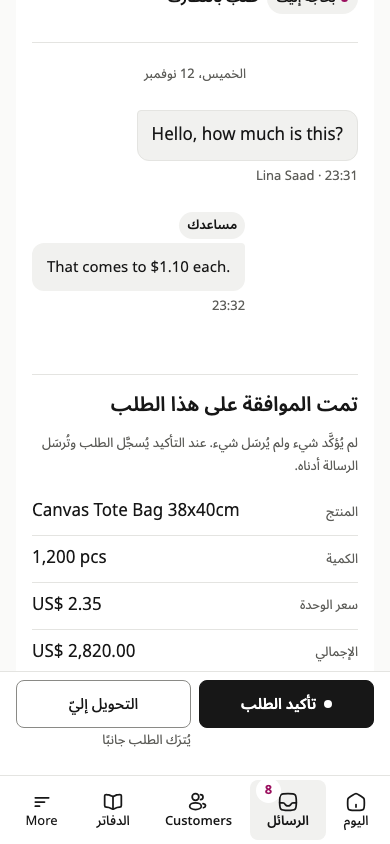 الخميس، 12 نوفمبر
Hello, how much is this?
Lina Saad · 23:31
مساعدك
That comes to $1.10 each.
23:32
تمت الموافقة على هذا الطلب
لم يُؤكَّد شيء ولم يُرسَل شيء. عند التأكيد يُسجَّل الطلب وتُرسَل
الرسالة أدناه.
المنتج Canvas Tote Bag 38x40cm
الكمية 1,200 pcs
سعر الوحدة US$ 2.35
الإجمالي US$ 2,820.00
تأكيد الطلب
التحويل إليّ
يُترَك الطلب جانبًا
اليوم
الرسائل 8
Customers
الدفاتر
More